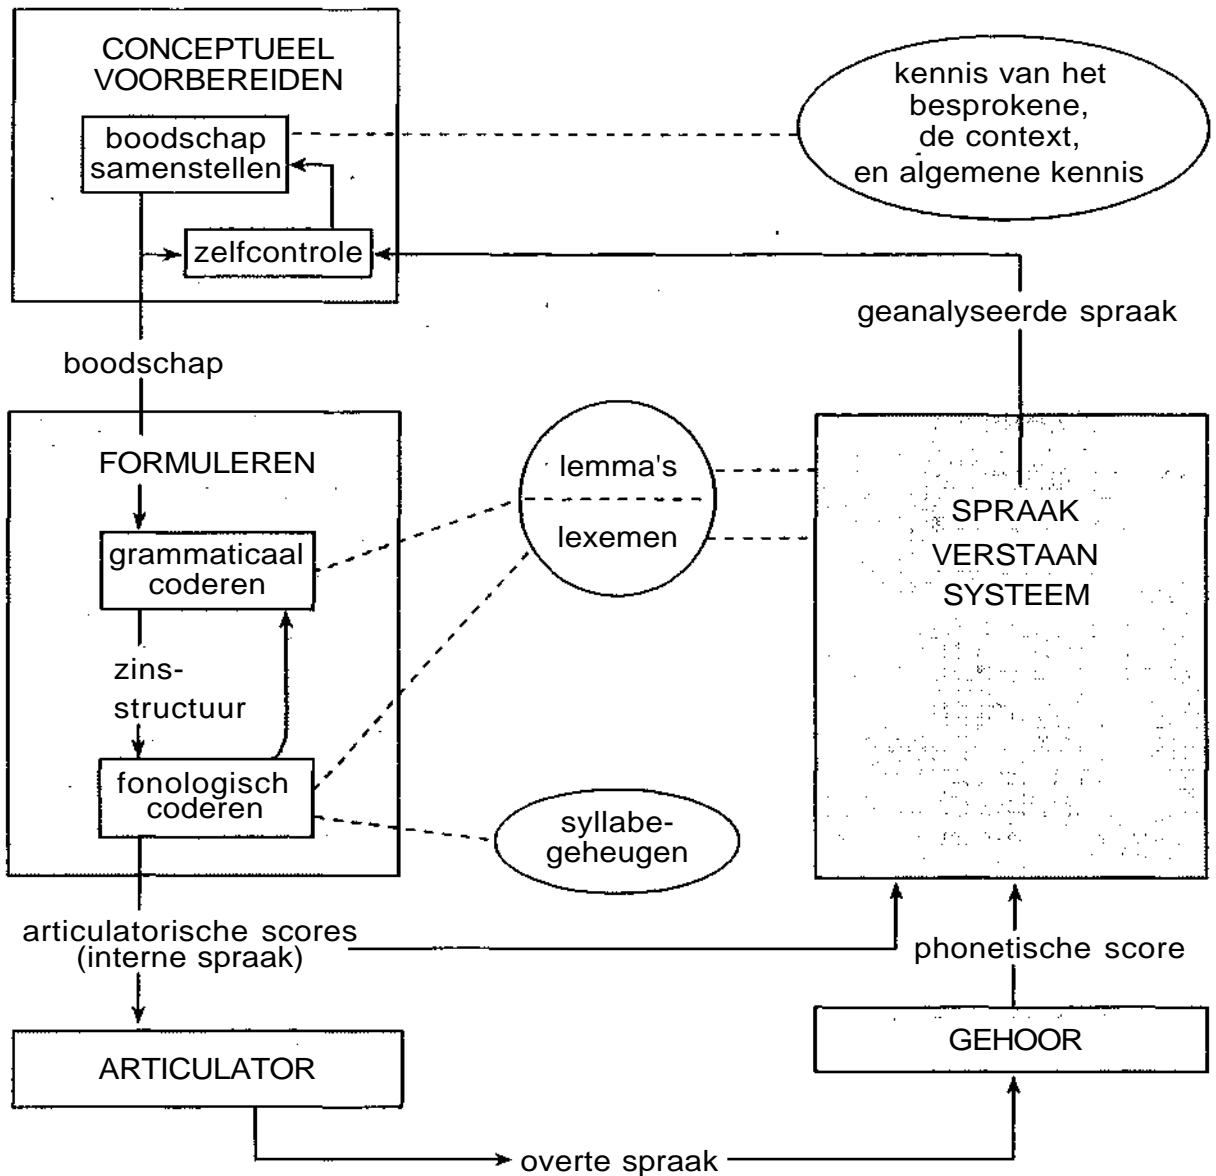 CONCEPTUEEL
VOORBEREIDEN
boodschap
samenstellen
zelfcontrole
kennis van het
besprokene,
de context,
en algemene kennis
geanalyseerde spraak
boodschap
FORMULEREN
grammaticaal
coderen
zins-
structuur
fonologisch
coderen
lemma's
lexemen
syllabe-
geheugen
SPRAAK
VERSTAAN
SYSTEEM
articulatorische scores
(interne spraak)
phonetische score
ARTICULATOR
GEHOOR
overte spraak